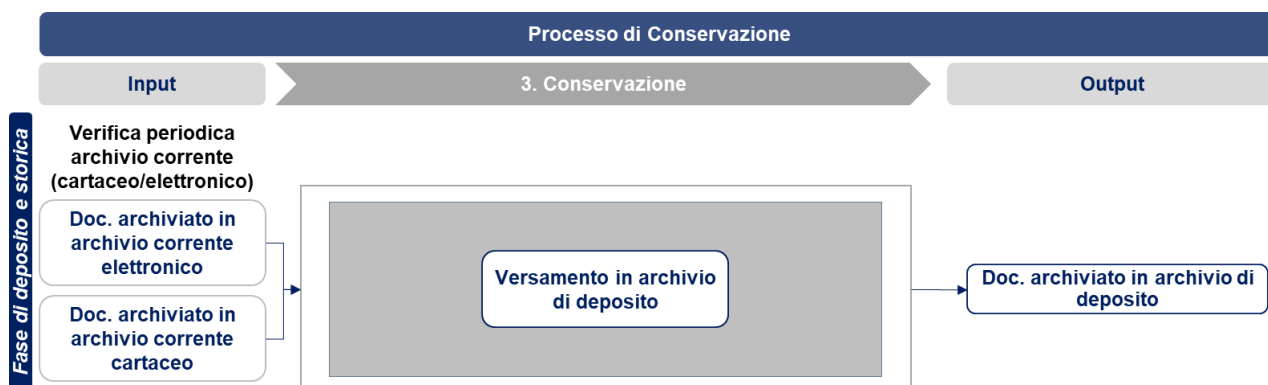 Processo di Conservazione
Input
3. Conservazione
Output
Fase di deposito e storica
Verifica periodica
archivio corrente
(cartaceo/elettronico)
Doc. archiviato in
archivio corrente
elettronico
Doc. archiviato in
archivio corrente
cartaceo
Versamento in archivio
di deposito
Doc. archiviato in archivio di
deposito